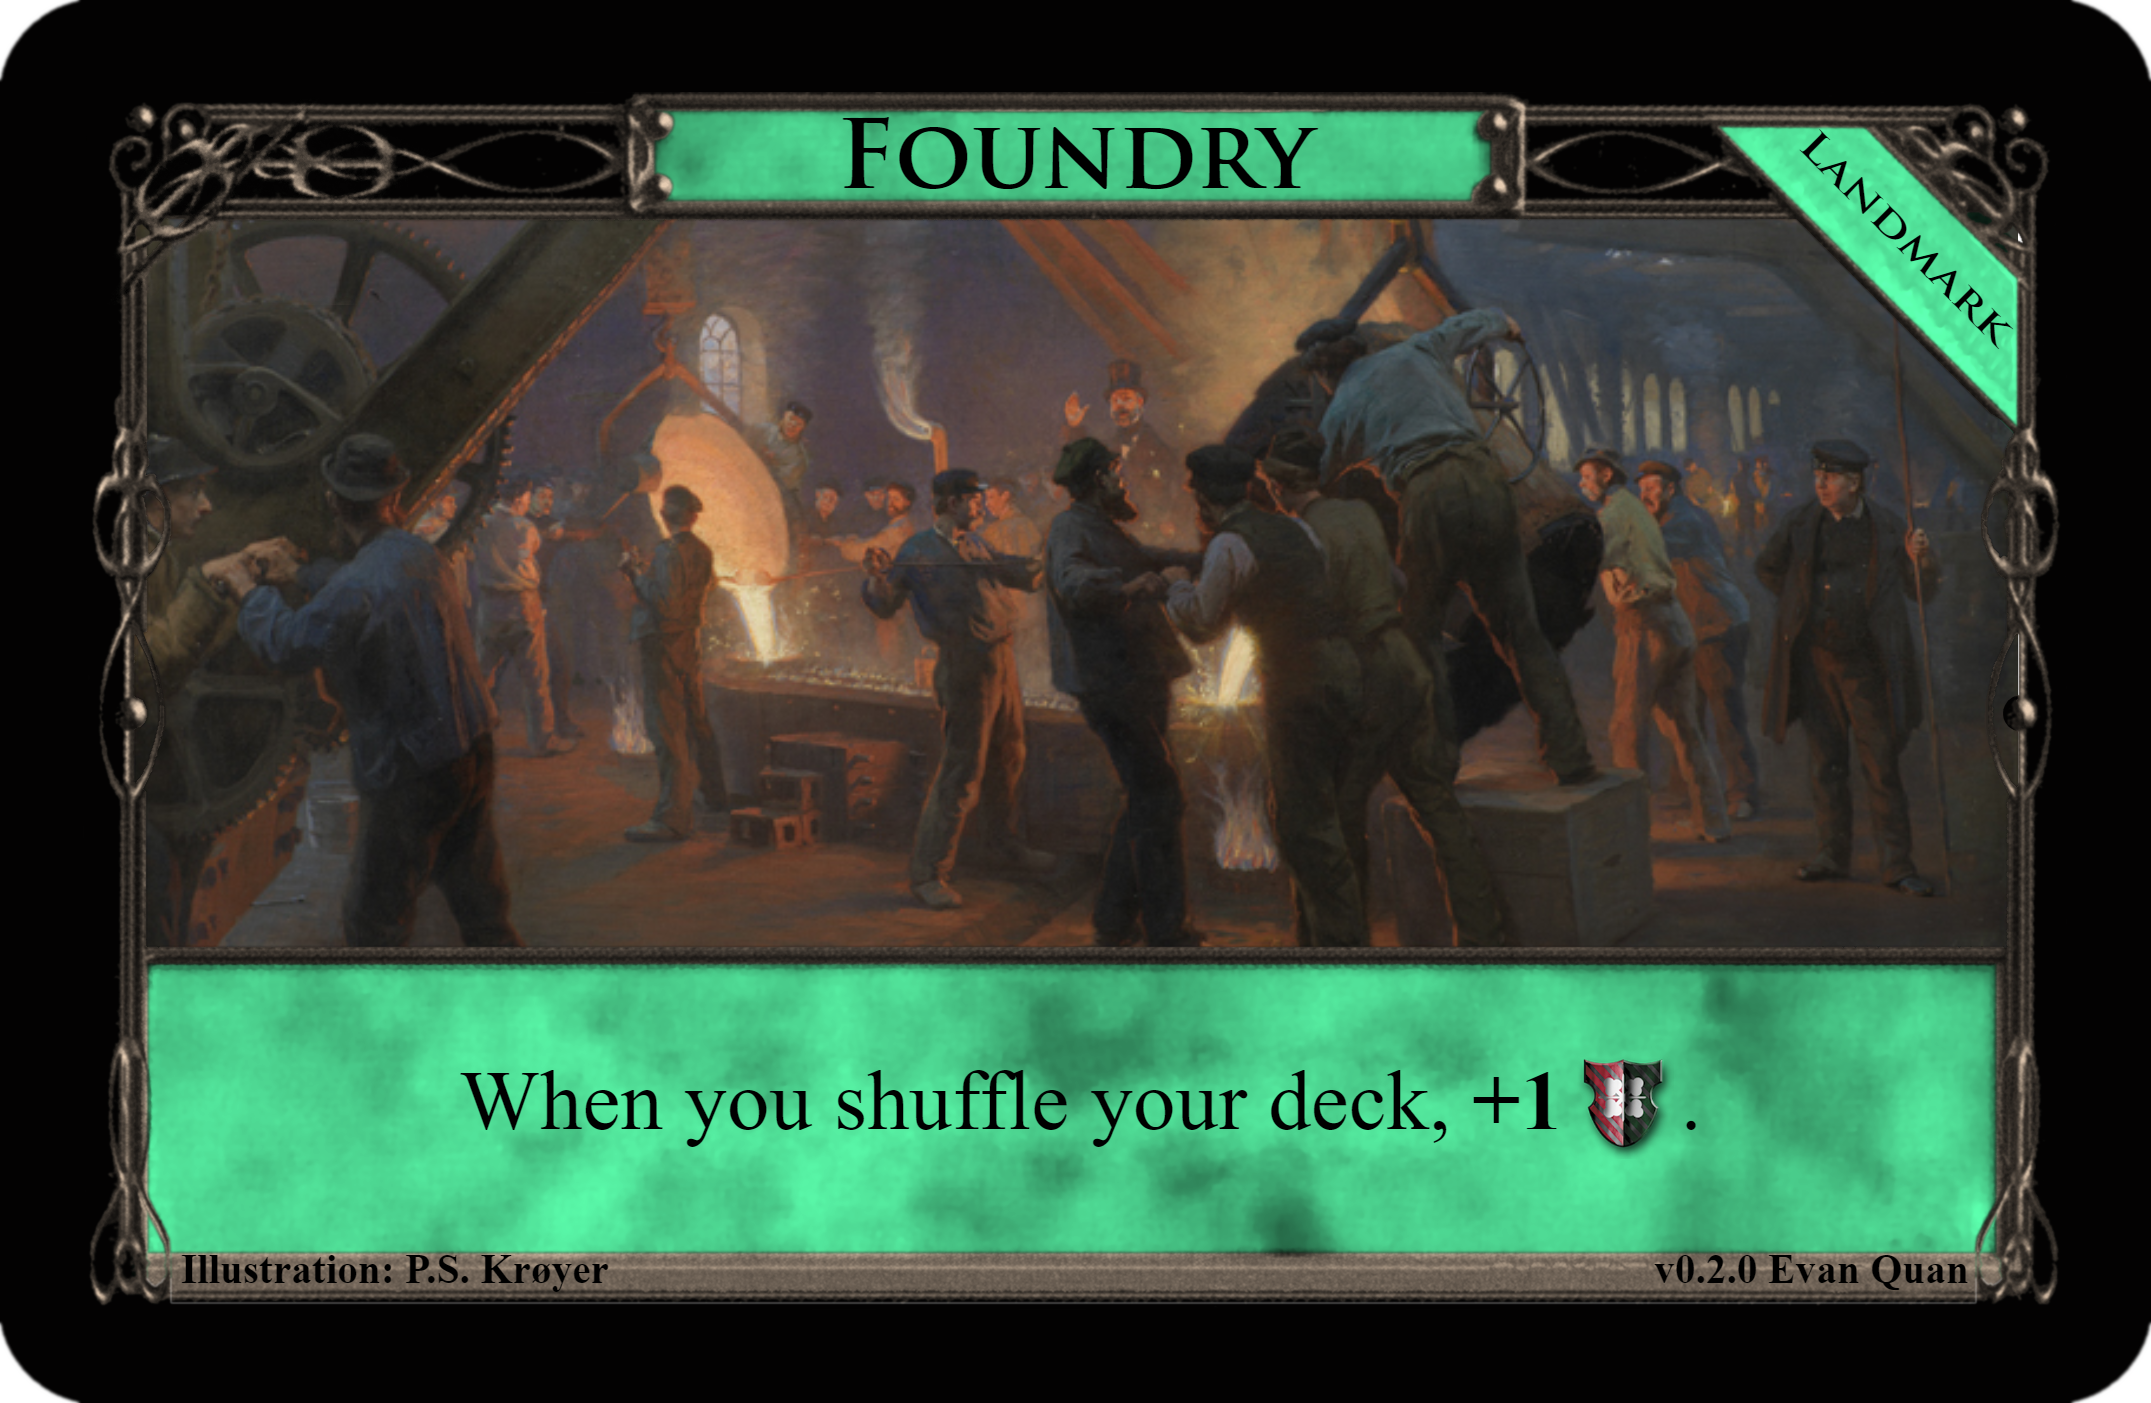 FOUNDRY
LANDMARK
When you shuffle your deck, +1 .
Illustration: P.S. Krøyer
v0.2.0 Evan Quan